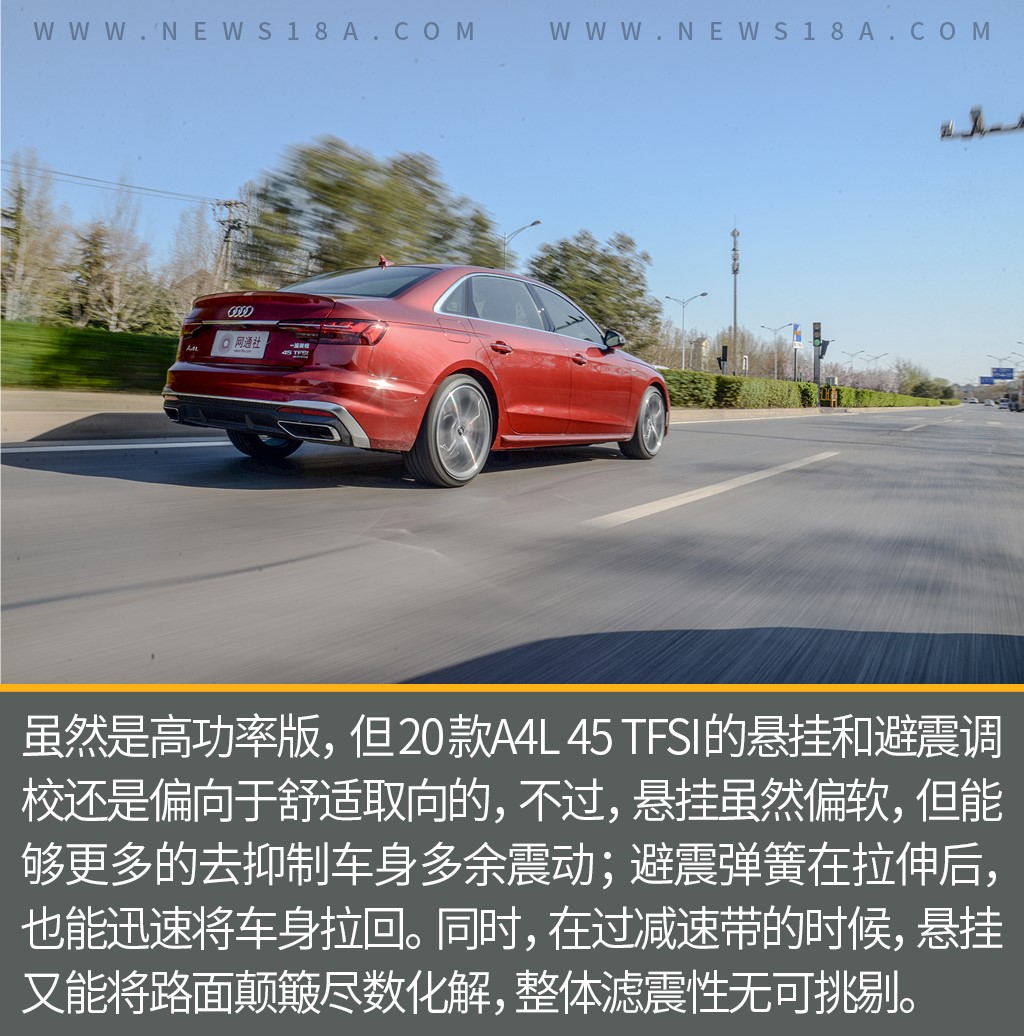 WWW.NEWS18A.COM WWW.NEWS18A.COM
A4L
网通社
45 TFSI
虽然是高功率版，但20款A4L 45 TFSI的悬挂和避震调
校还是偏向于舒适取向的，不过，悬挂虽然偏软，但能
够更多的去抑制车身多余震动；避震弹簧在拉伸后，
也能迅速将车身拉回。同时，在过减速带的时候，悬挂
又能将路面颠簸尽数化解，整体滤震性无可挑剔。